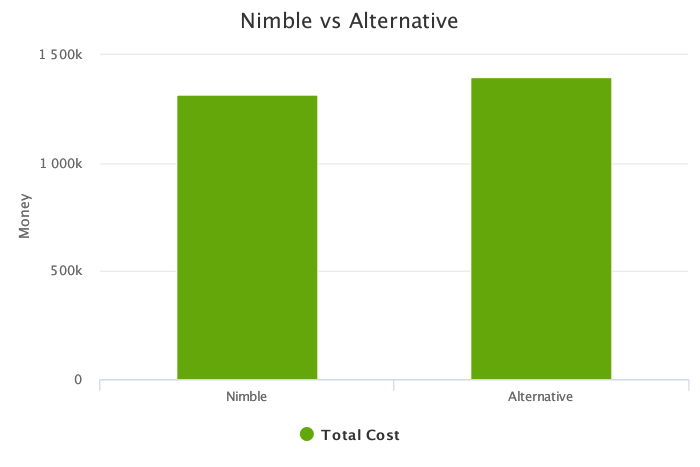 Nimble vs Alternative
1 500k
1 000k
500k
0
Money
Nimble
Alternative
Total Cost